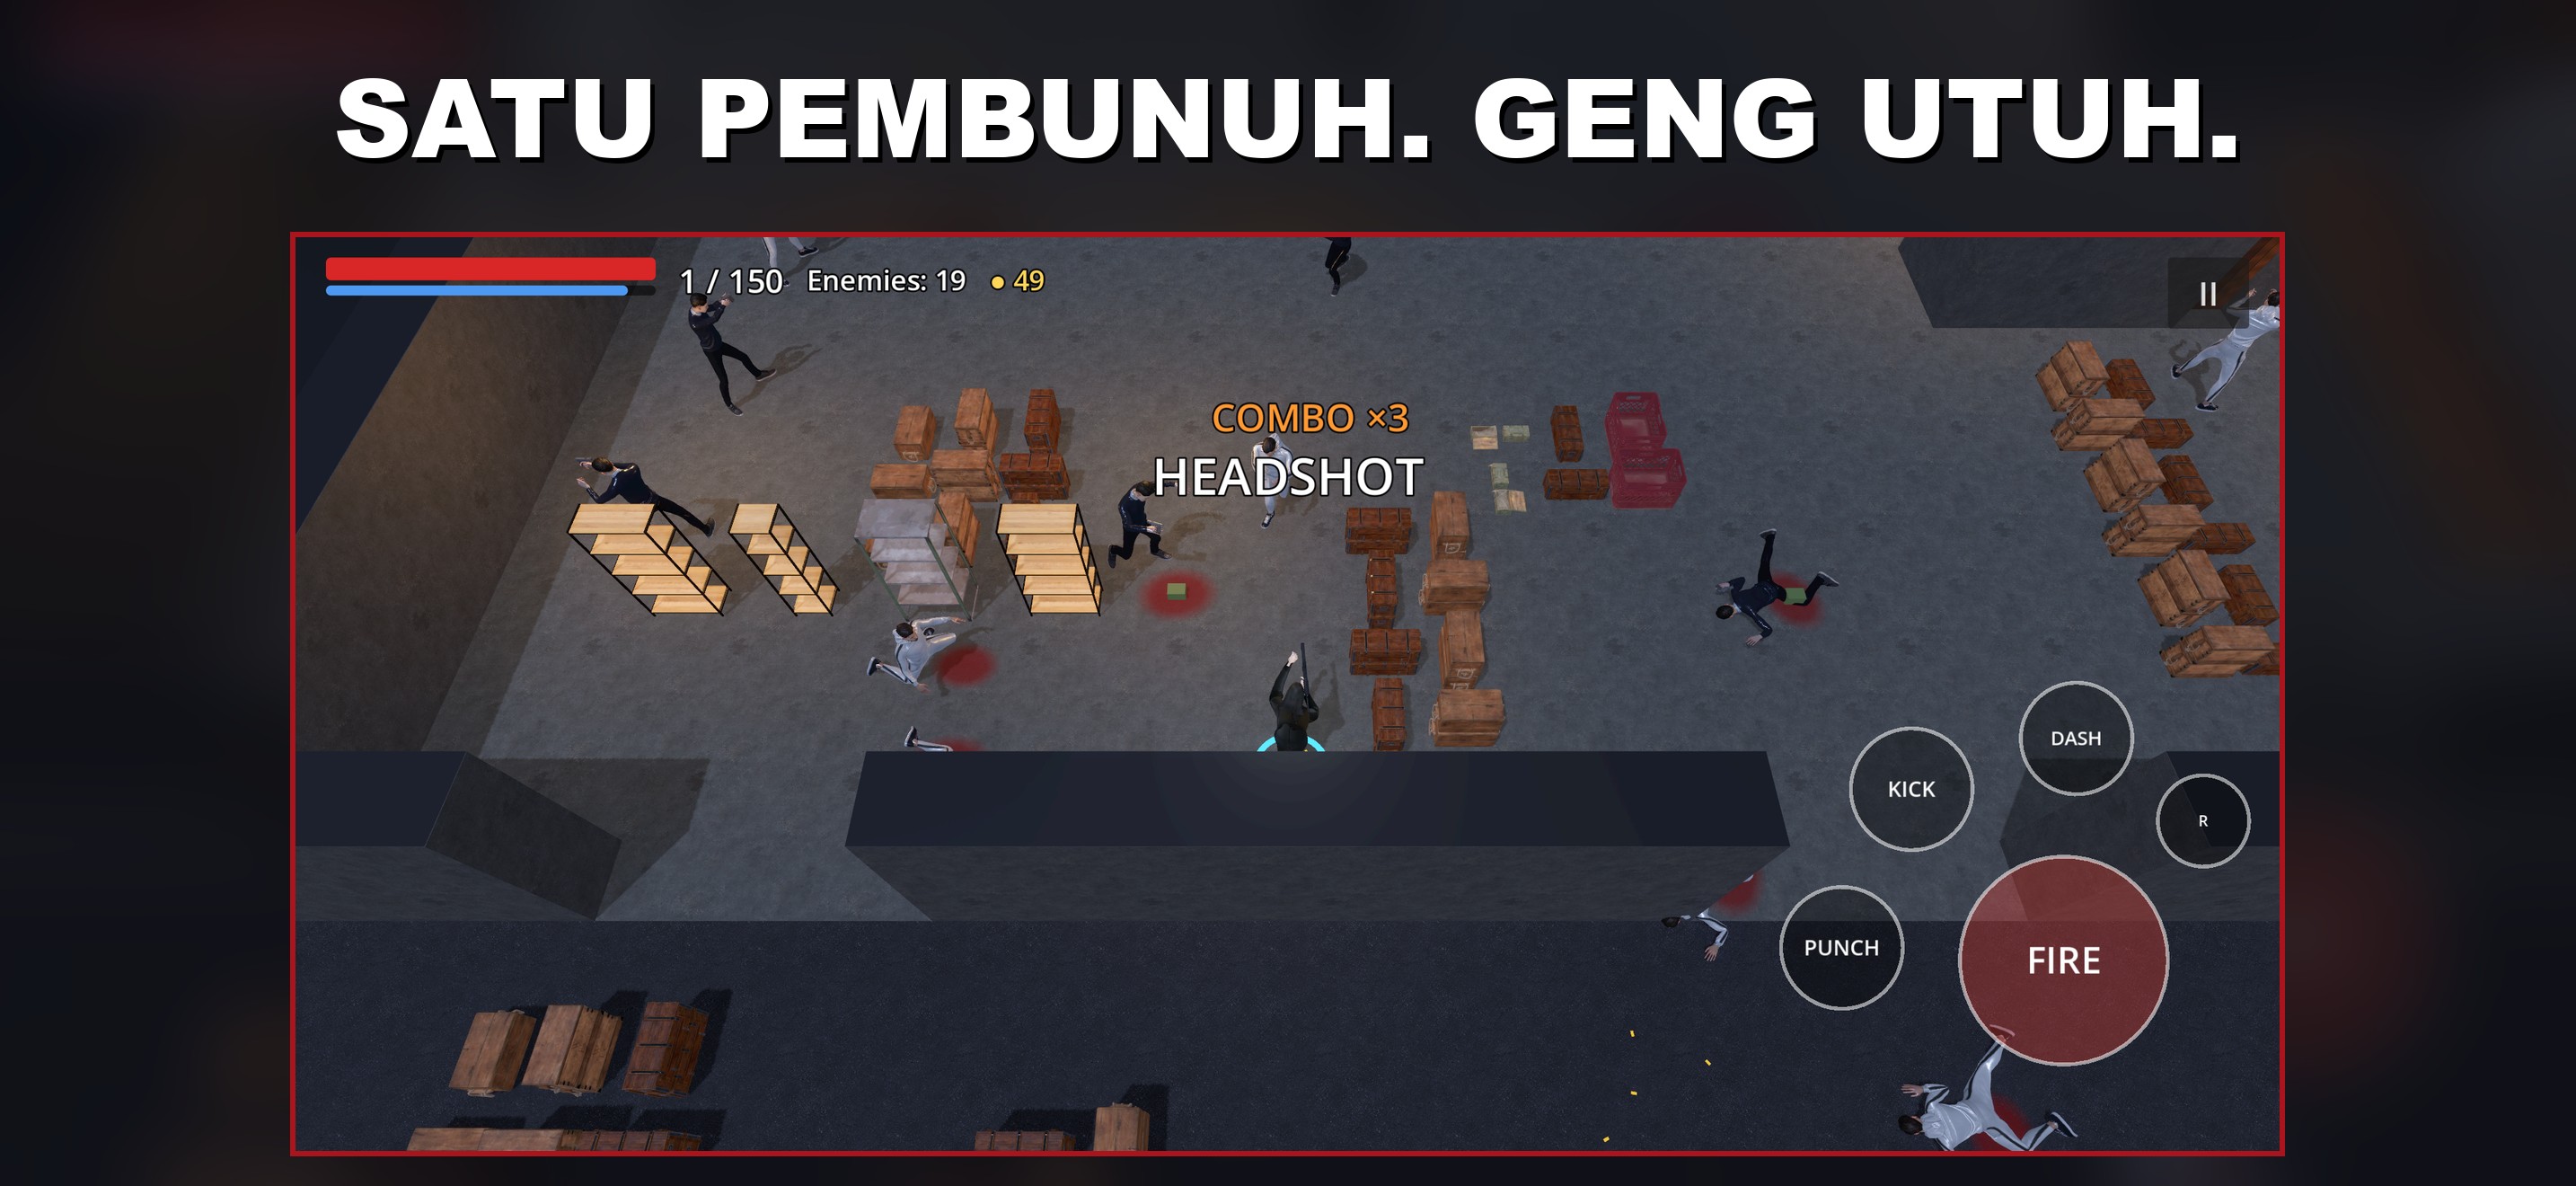 SATU PEMBUNUH. GENG UTUH.
1 / 150 Enemies: 19 49
COMBO ×3
HEADSHOT
DASH
KICK
R
PUNCH
FIRE